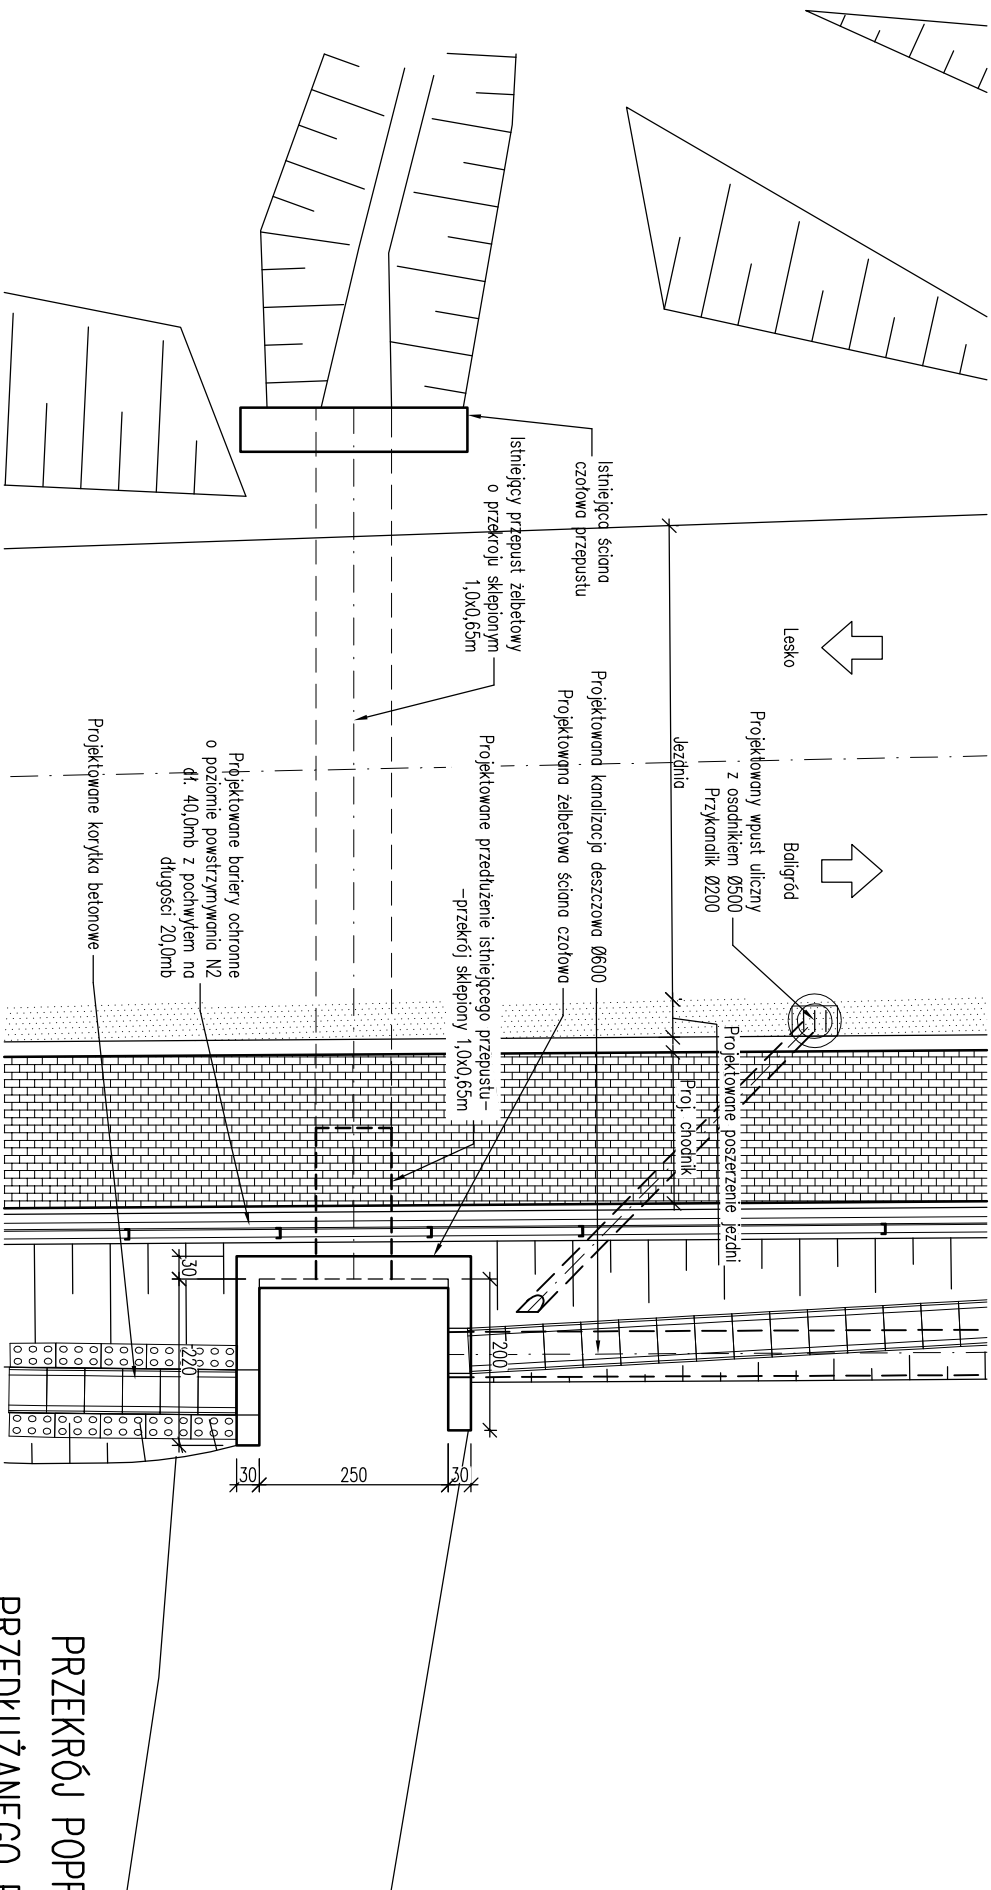 Istniejąca ściana
czołowa przepustu
Istniejący przepust żelbetowy
o przekroju sklepionym
1,0x0,65m
Lesko
Baligród
Jezdnia
Projektowany wpust uliczny
z osadnikiem Ø500
Przykanalik Ø200
Projektowana kanalizacja deszczowa Ø600
Projektowana żelbetowa ściana czołowa
Projektowane przedłużenie istniejącego przepustu-
-przekrój sklepiony 1,0x0,65m
Projektowane bariery ochronne
o poziomie powstrzymywania N2
dł. 40,0mb z pochwytem na
długości 20,0mb
Projektowane korytka betonowe
Projektowane poszerzenie jezdni
Proj. chodnik
30
220
200
30
250
30
PRZEKRÓJ